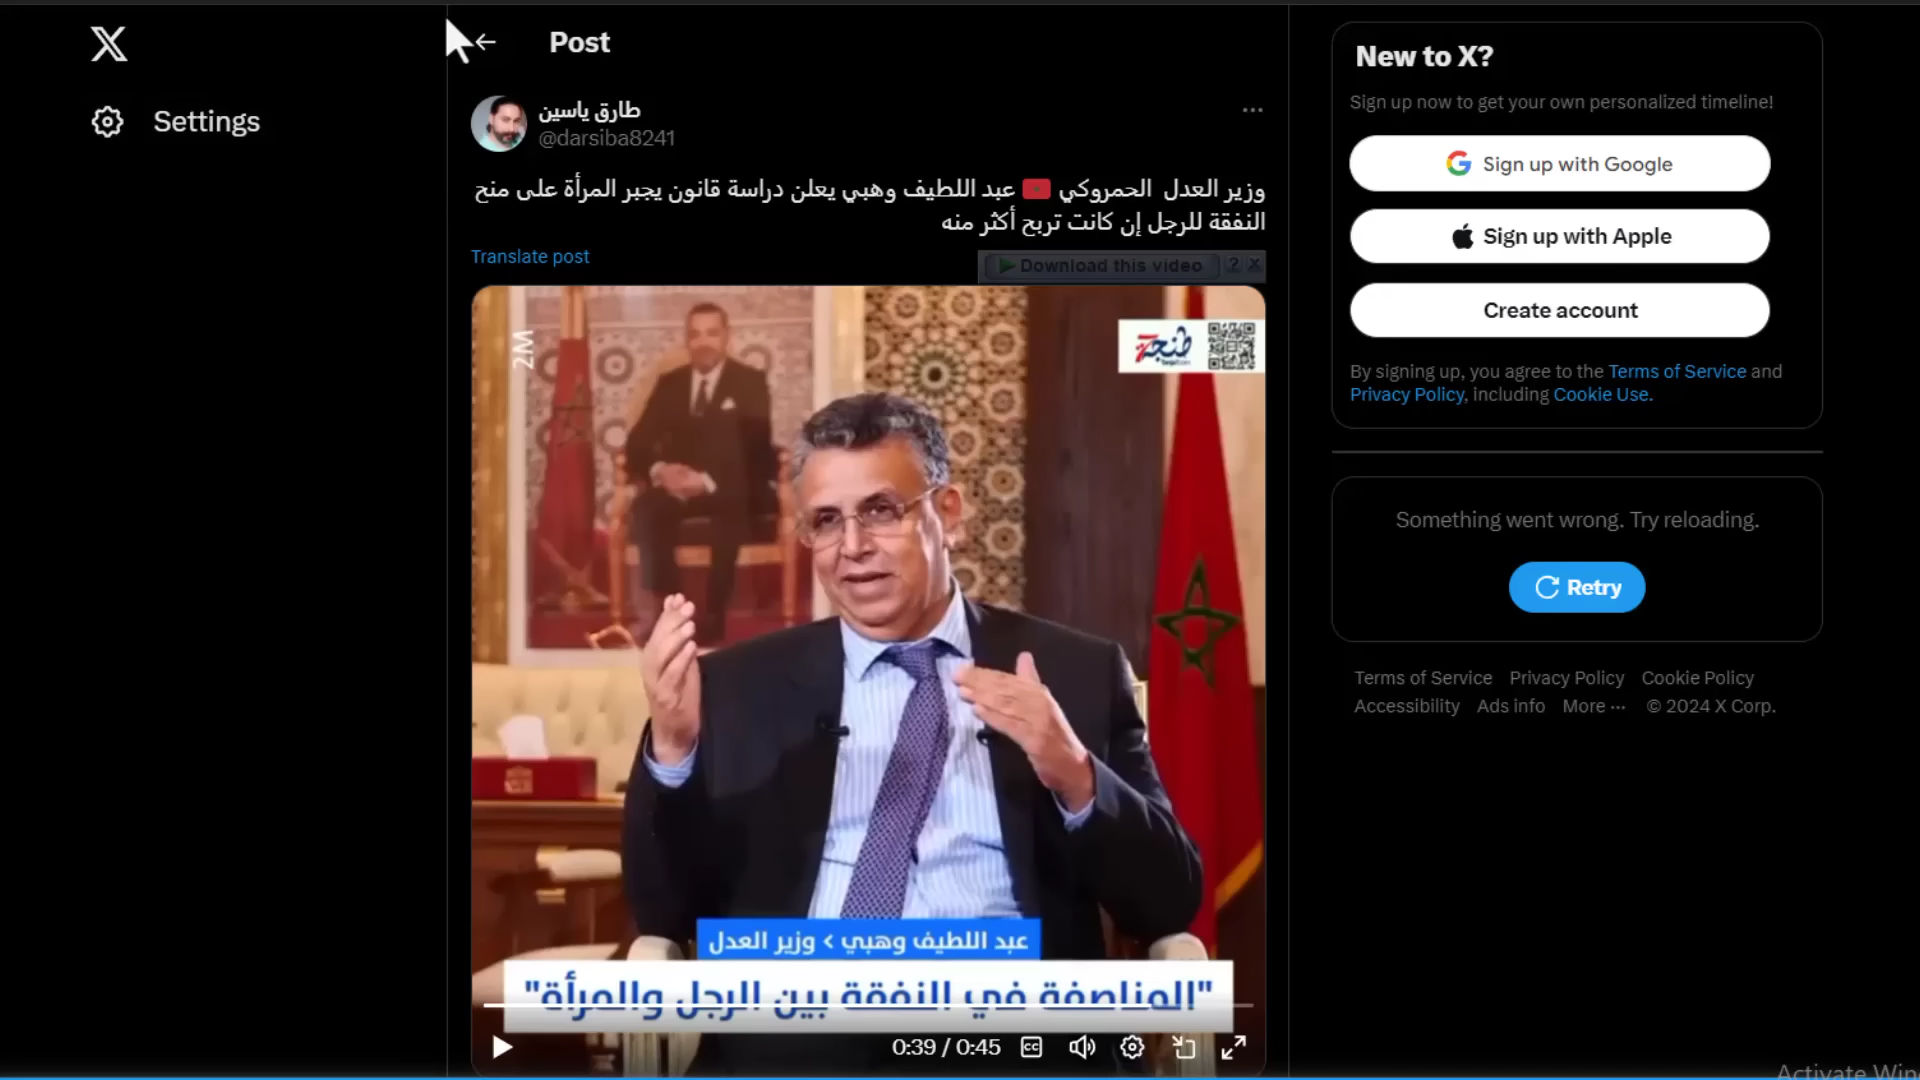 Post
Settings
طارق ياسين
@darsiba8241
وزير العدل الحمروكي 🇲🇦 عبد اللطيف وهبي يعلن دراسة قانون يجبر المرأة على منح
النفقة للرجل إن كانت تربح أكثر منه
Translate post
Download this video
2M
طنجة7
عبد اللطيف وهبي > وزير العدل
"المناصفة في النفقة بين الرجل والمرأة"
0:39 / 0:45
CC
New to X?
Sign up now to get your own personalized timeline!
Sign up with Google
Sign up with Apple
Create account
By signing up, you agree to the Terms of Service and
Privacy Policy, including Cookie Use.
Something went wrong. Try reloading.
Retry
Terms of Service Privacy Policy Cookie Policy
Accessibility Ads info More ··· © 2024 X Corp.